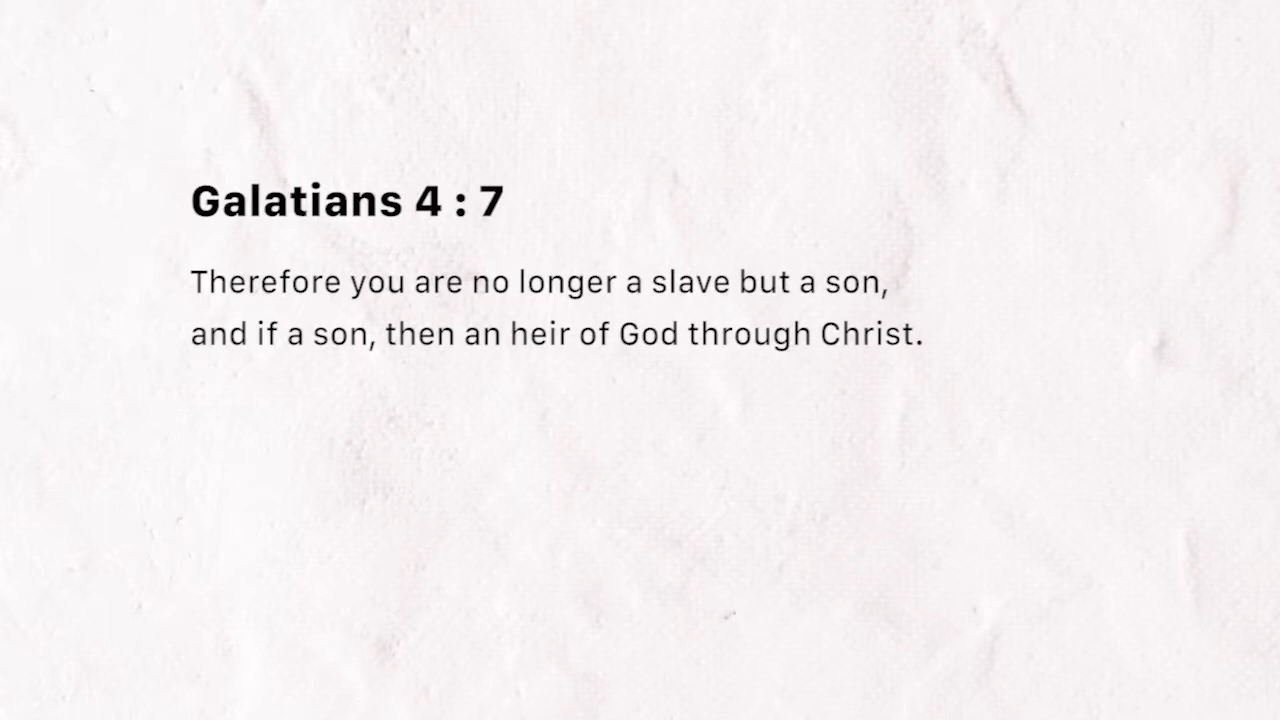 Galatians 4 : 7
Therefore you are no longer a slave but a son,
and if a son, then an heir of God through Christ.